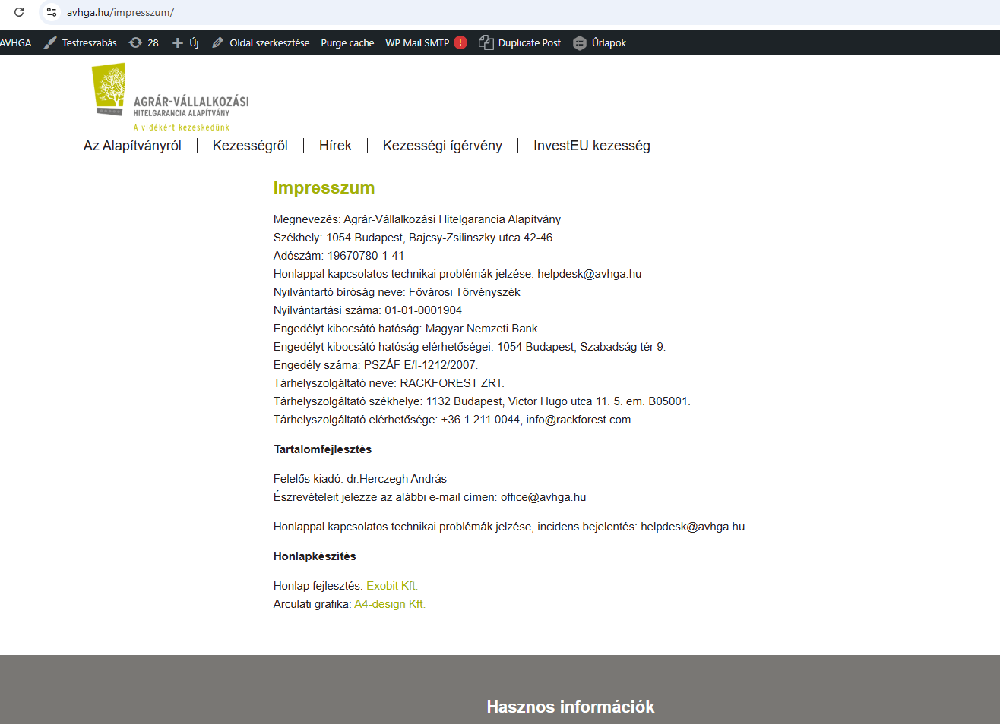 avhga.hu/impresszum/
AVHGA Testreszabás 28 Új Oldal szerkesztése Purge cache WP Mail SMTP ! Duplicate Post Űrlapok
AGRÁR-VÁLLALKOZÁSI
HITELGARANCIA ALAPÍTVÁNY
A vidékért kezeskedünk
Az Alapítványról | Kezességről | Hírek | Kezességi ígérvény | InvestEU kezesség
Impresszum
Megnevezés: Agrár-Vállalkozási Hitelgarancia Alapítvány
Székhely: 1054 Budapest, Bajcsy-Zsilinszky utca 42-46.
Adószám: 19670780-1-41
Honlappal kapcsolatos technikai problémák jelzése: helpdesk@avhga.hu
Nyilvántartó bíróság neve: Fővárosi Törvényszék
Nyilvántartási száma: 01-01-0001904
Engedélyt kibocsátó hatóság: Magyar Nemzeti Bank
Engedélyt kibocsátó hatóság elérhetőségei: 1054 Budapest, Szabadság tér 9.
Engedély száma: PSZÁF E/I-1212/2007.
Tárhelyszolgáltató neve: RACKFOREST ZRT.
Tárhelyszolgáltató székhelye: 1132 Budapest, Victor Hugo utca 11. 5. em. B05001.
Tárhelyszolgáltató elérhetősége: +36 1 211 0044, info@rackforest.com
Tartalomfejlesztés
Felelős kiadó: dr.Herczegh András
Észrevételeit jelezze az alábbi e-mail címen: office@avhga.hu
Honlappal kapcsolatos technikai problémák jelzése, incidens bejelentés: helpdesk@avhga.hu
Honlapkészítés
Honlap fejlesztés: Exobit Kft.
Arculati grafika: A4-design Kft.
Hasznos információk